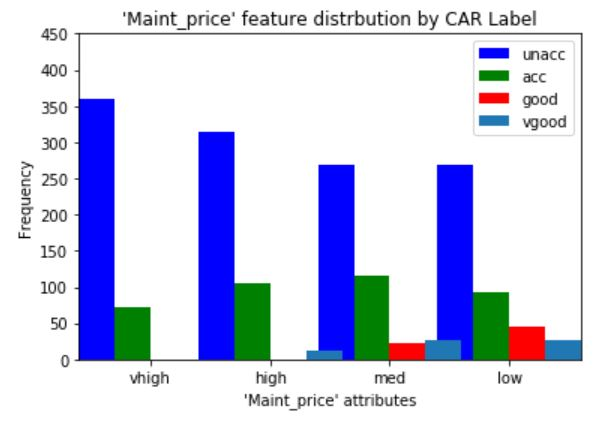 'Maint_price' feature distrbution by CAR Label
450
400
350
300
250
200
150
100
50
0
Frequency
unacc
acc
good
vgood
vhigh high med low
'Maint_price' attributes